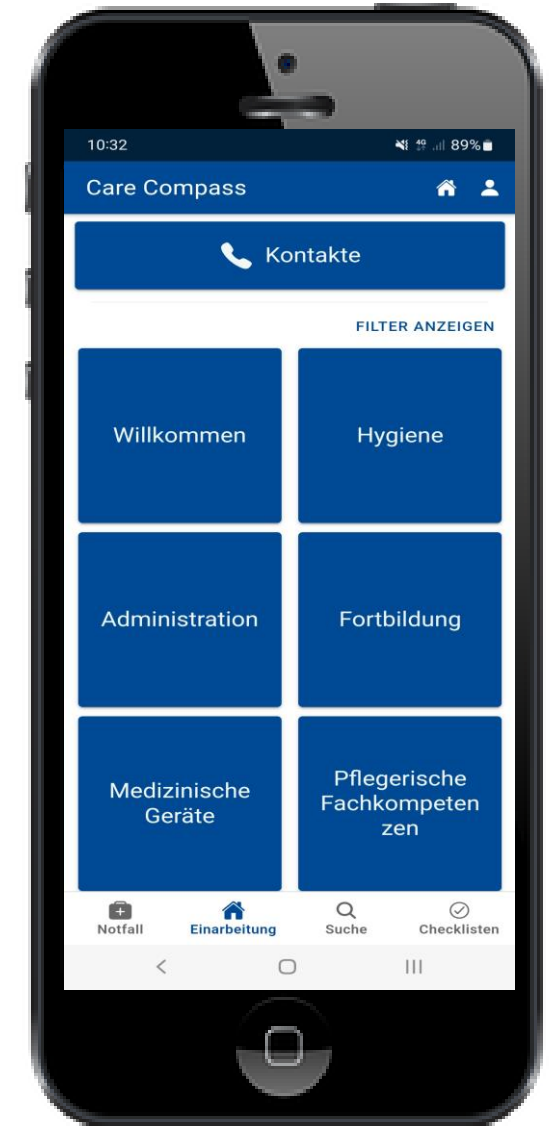 10:32 4G 89%
Care Compass
Kontakte
FILTER ANZEIGEN
Willkommen
Hygiene
Administration
Fortbildung
Medizinische
Geräte
Pflegerische
Fachkompeten
zen
Notfall Einarbeitung Suche Checklisten